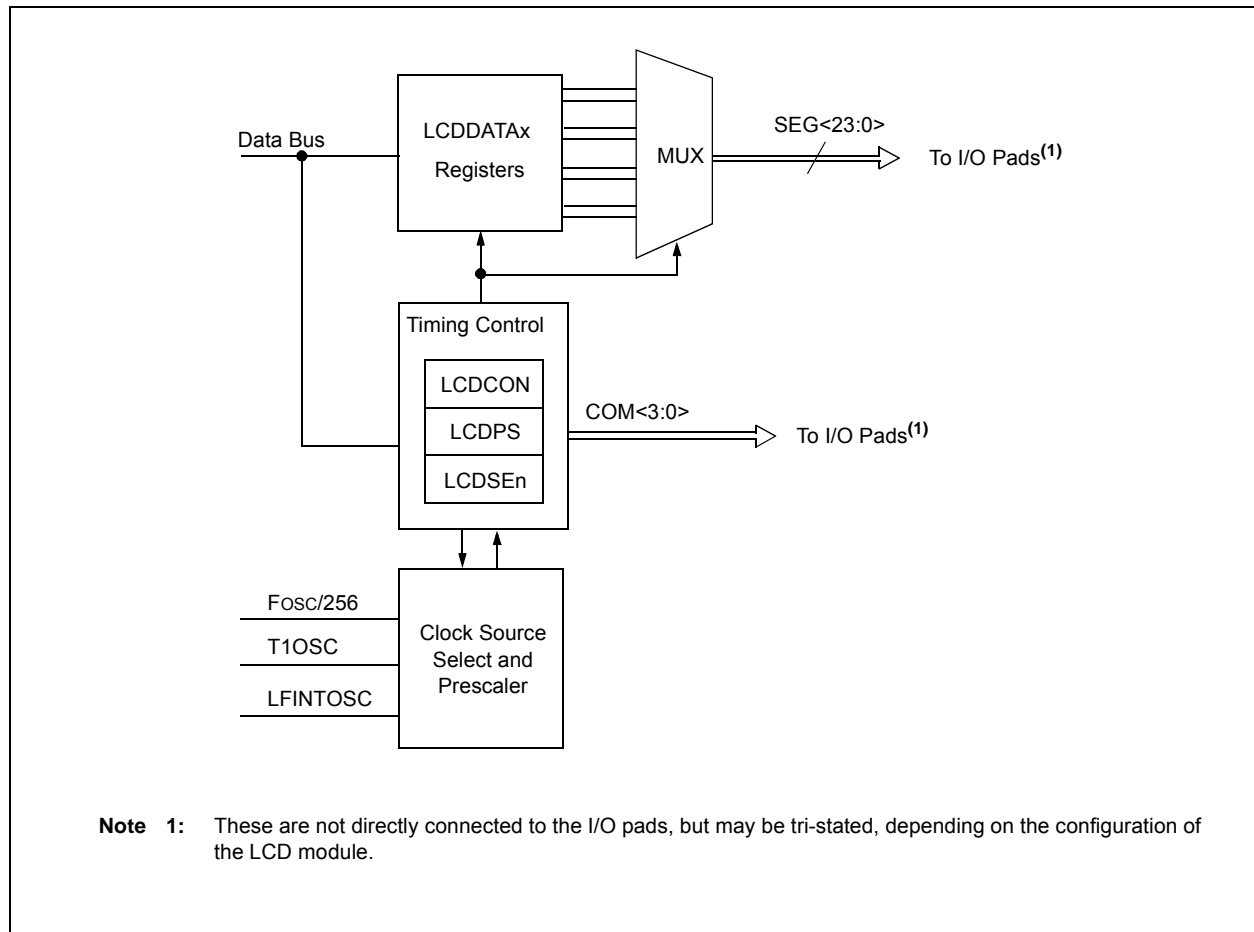 Data Bus
LCDDATAx
Registers
MUX
SEG<23:0>
To I/O Pads(1)
Timing Control
LCDCON
LCDPS
LCDSEn
COM<3:0>
To I/O Pads(1)
FOSC/256
T1OSC
LFINTOSC
Clock Source
Select and
Prescaler
Note 1: These are not directly connected to the I/O pads, but may be tri-stated, depending on the configuration of
the LCD module.